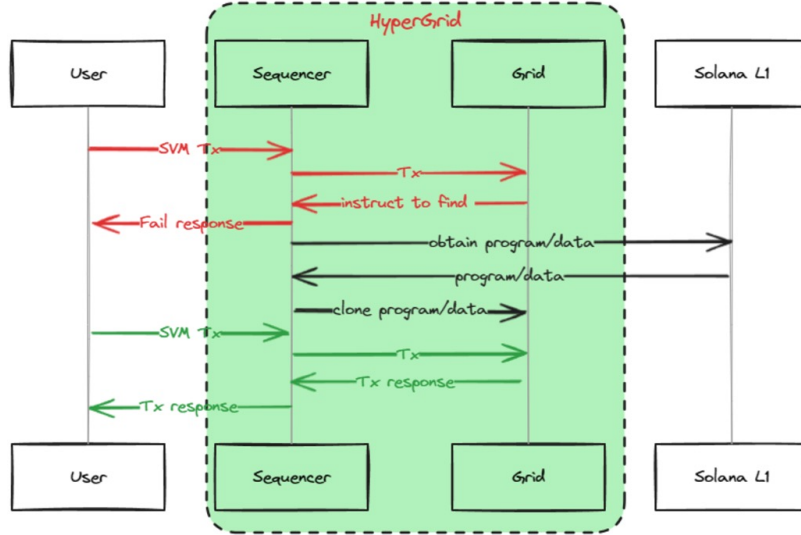 HyperGrid
User
Sequencer
Grid
Solana L1
SVM Tx
Tx
instruct to find
Fail response
obtain program/data
program/data
clone program/data
SVM Tx
Tx
Tx response
Tx response
User
Sequencer
Grid
Solana L1